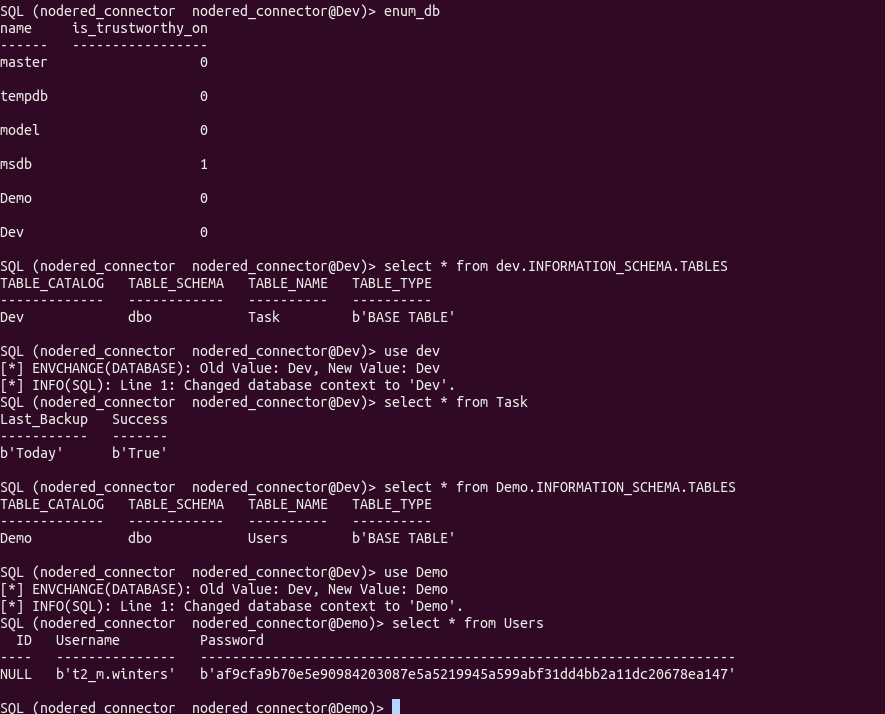 SQL (nodered_connector  nodered_connector@Dev)> enum_db
name     is_trustworthy_on
------   -----------------
master                   0
tempdb                   0
model                    0
msdb                     1
Demo                     0
Dev                      0
SQL (nodered_connector  nodered_connector@Dev)> select * from dev.INFORMATION_SCHEMA.TABLES
TABLE_CATALOG   TABLE_SCHEMA   TABLE_NAME   TABLE_TYPE
-------------   ------------   ----------   ----------
Dev             dbo            Task         b'BASE TABLE'
SQL (nodered_connector  nodered_connector@Dev)> use dev
[*] ENVCHANGE(DATABASE): Old Value: Dev, New Value: Dev
[*] INFO(SQL): Line 1: Changed database context to 'Dev'.
SQL (nodered_connector  nodered_connector@Dev)> select * from Task
Last_Backup   Success
-----------   -------
b'Today'      b'True'
SQL (nodered_connector  nodered_connector@Dev)> select * from Demo.INFORMATION_SCHEMA.TABLES
TABLE_CATALOG   TABLE_SCHEMA   TABLE_NAME   TABLE_TYPE
-------------   ------------   ----------   ----------
Demo            dbo            Users        b'BASE TABLE'
SQL (nodered_connector  nodered_connector@Dev)> use Demo
[*] ENVCHANGE(DATABASE): Old Value: Dev, New Value: Demo
[*] INFO(SQL): Line 1: Changed database context to 'Demo'.
SQL (nodered_connector  nodered_connector@Demo)> select * from Users
  ID   Username          Password
----   ---------------   -------------------------------------------------------------------
NULL   b't2_m.winters'   b'af9cfa9b70e5e90984203087e5a5219945a599abf31dd4bb2a11dc20678ea147'
SQL (nodered_connector  nodered_connector@Demo)>